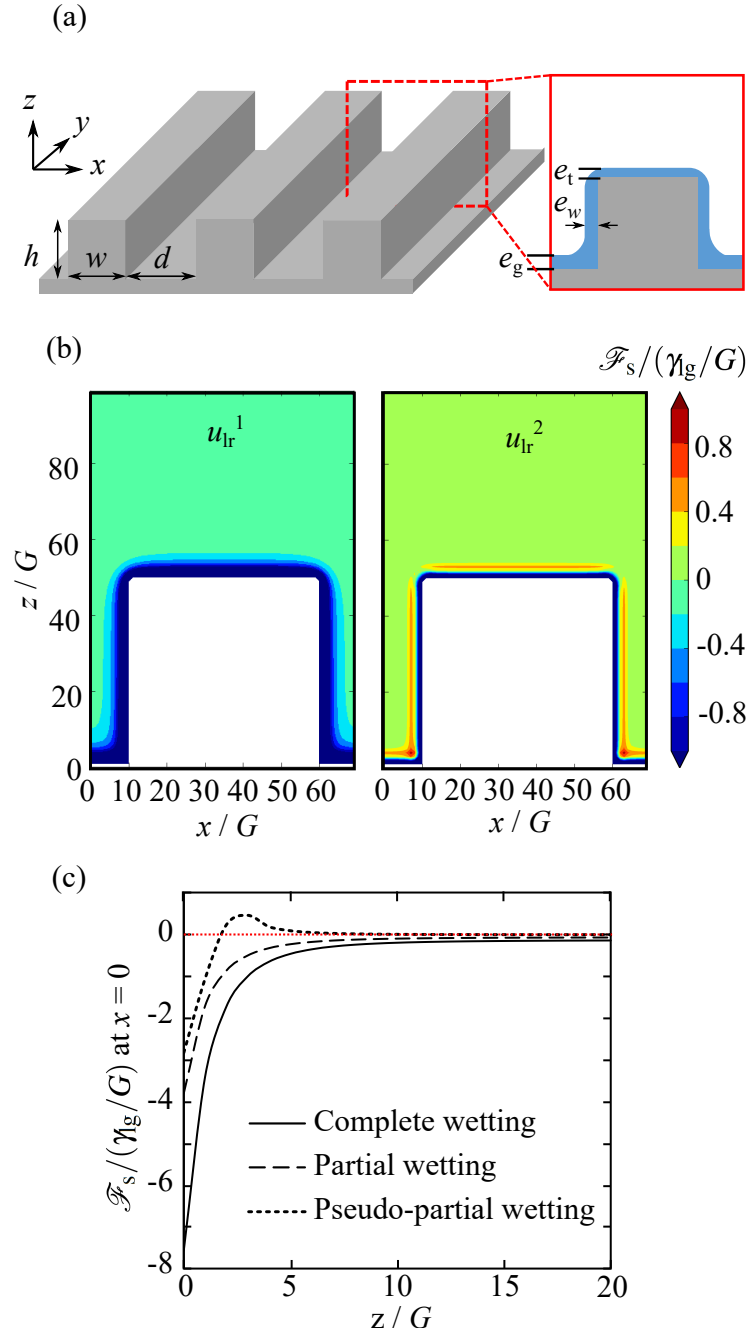 (a)
z
y
x
h
w
d
e_t
e_w
e_g
(b)
ℱ_s/(γ_lg/G)
u_lr^1
u_lr^2
z / G
80
60
40
20
0
0 10 20 30 40 50 60
x / G
0 10 20 30 40 50 60
x / G
0.8
0.4
0
-0.4
-0.8
(c)
ℱ_s/(γ_lg/G) at x = 0
0
-2
-4
-6
-8
Complete wetting
Partial wetting
Pseudo-partial wetting
0 5 10 15 20
z / G